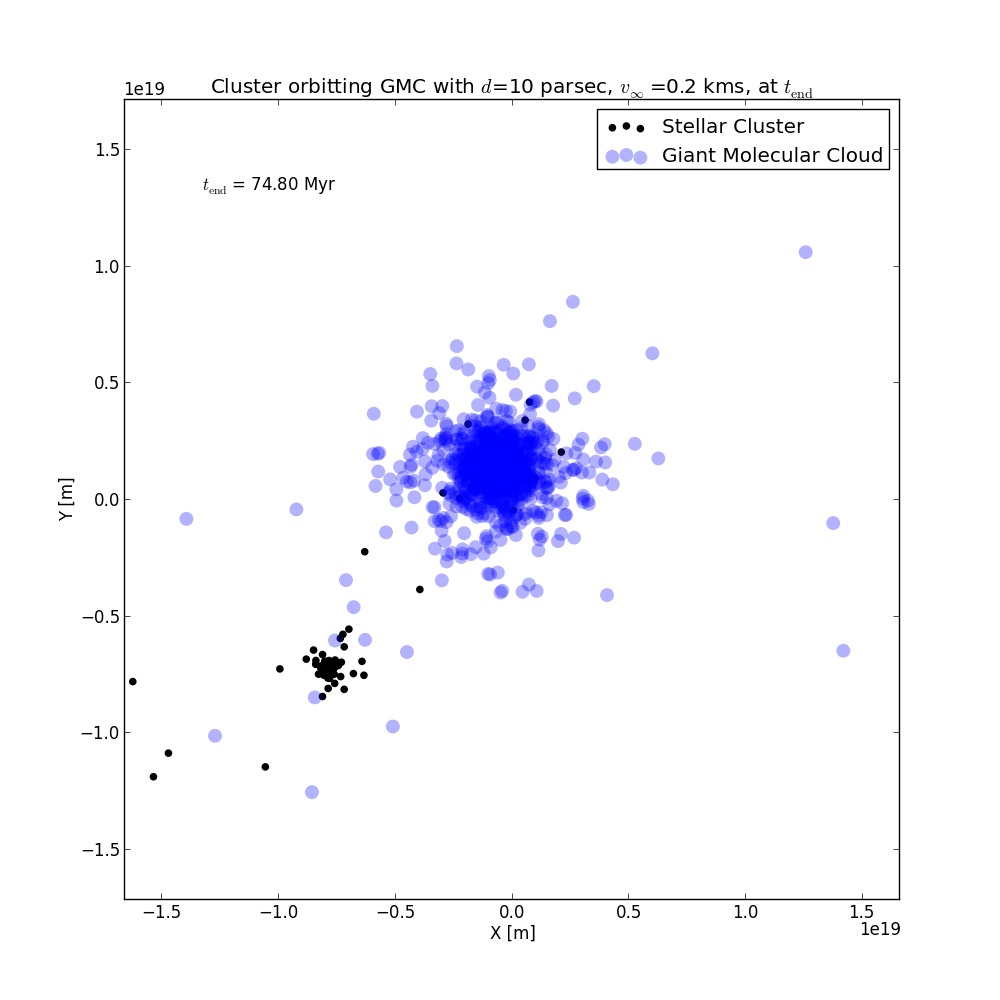 Cluster orbitting GMC with d=10 parsec, v∞ =0.2 kms, at t_end
1e19
Stellar Cluster
Giant Molecular Cloud
t_end = 74.80 Myr
Y [m]
1.5
1.0
0.5
0.0
−0.5
−1.0
−1.5
−1.5 −1.0 −0.5 0.0 0.5 1.0 1.5
1e19
X [m]